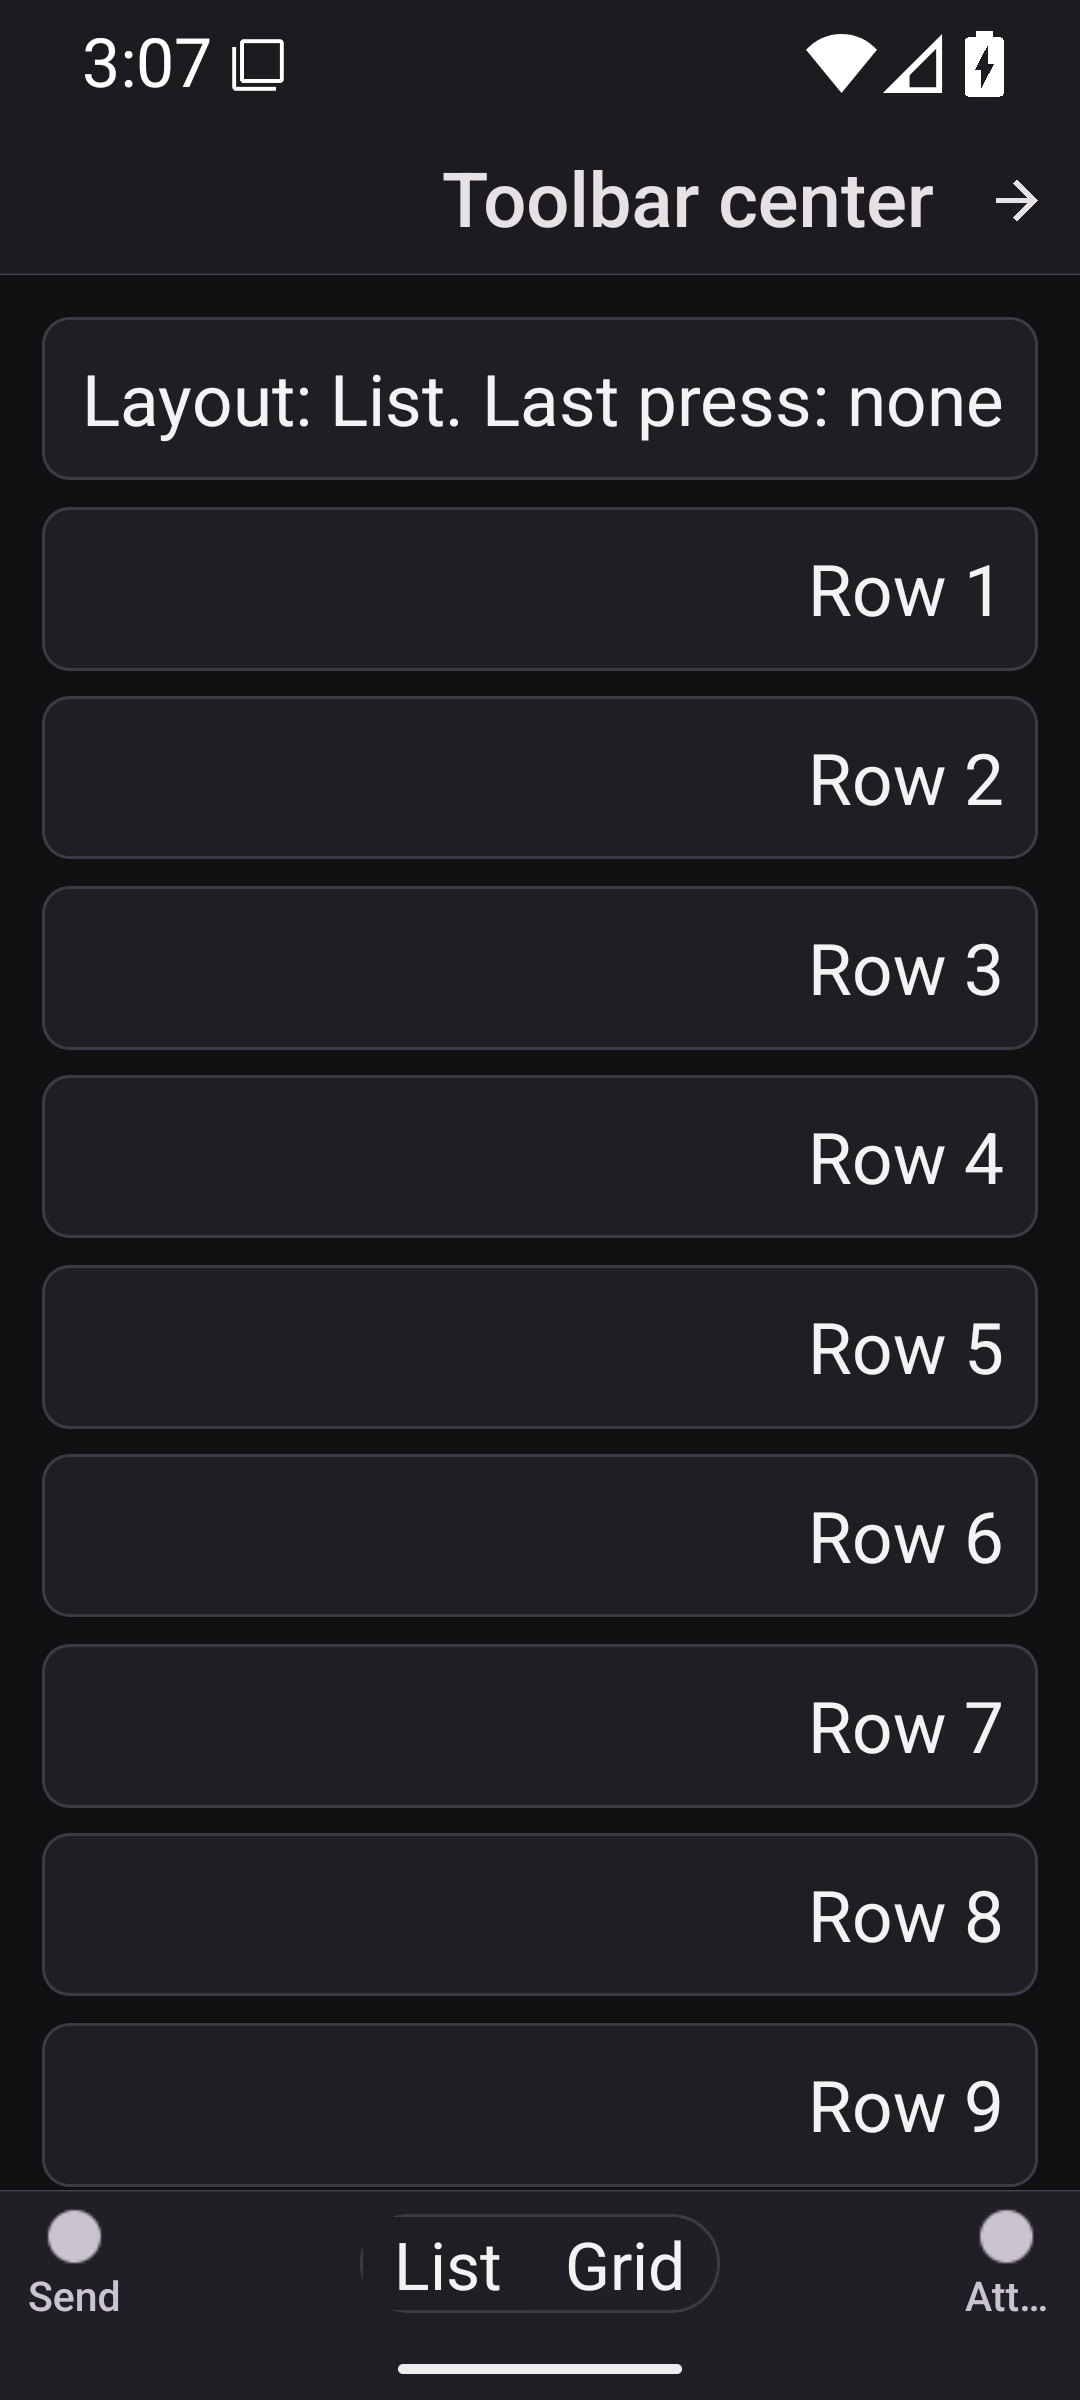 3:07
Toolbar center
Layout: List. Last press: none
Row 1
Row 2
Row 3
Row 4
Row 5
Row 6
Row 7
Row 8
Row 9
Send
List
Grid
Att...